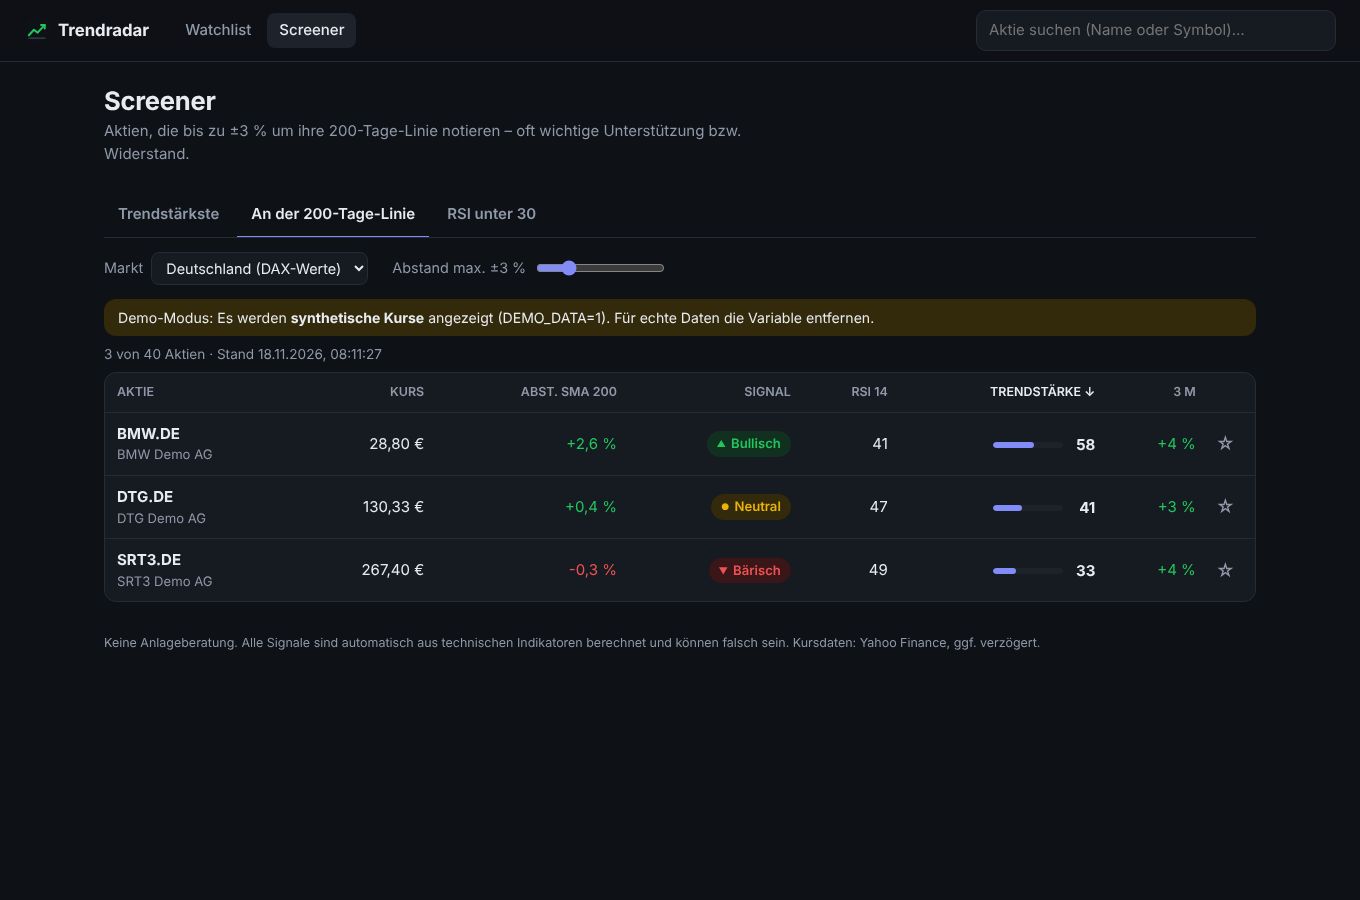 Trendradar
Watchlist
Screener
Aktie suchen (Name oder Symbol)...
Screener
Aktien, die bis zu ±3 % um ihre 200-Tage-Linie notieren – oft wichtige Unterstützung bzw.
Widerstand.
Trendstärkste
An der 200-Tage-Linie
RSI unter 30
Markt
Deutschland (DAX-Werte)
Abstand max. ±3 %
Demo-Modus: Es werden synthetische Kurse angezeigt (DEMO_DATA=1). Für echte Daten die Variable entfernen.
3 von 40 Aktien · Stand 18.11.2026, 08:11:27
AKTIE KURS ABST. SMA 200 SIGNAL RSI 14 TRENDSTÄRKE ↓ 3 M
BMW.DE
BMW Demo AG
28,80 € +2,6 % ▲ Bullisch 41 58 +4 % ☆
DTG.DE
DTG Demo AG
130,33 € +0,4 % ● Neutral 47 41 +3 % ☆
SRT3.DE
SRT3 Demo AG
267,40 € -0,3 % ▼ Bärisch 49 33 +4 % ☆
Keine Anlageberatung. Alle Signale sind automatisch aus technischen Indikatoren berechnet und können falsch sein. Kursdaten: Yahoo Finance, ggf. verzögert.